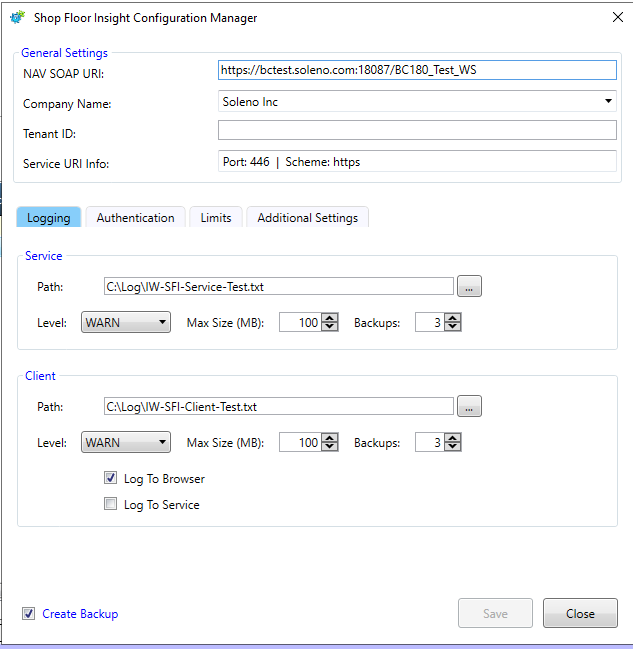 Shop Floor Insight Configuration Manager
General Settings
NAV SOAP URI: https://bctest.soleno.com:18087/BC180_Test_WS
Company Name: Soleno Inc
Tenant ID:
Service URI Info: Port: 446 | Scheme: https
Logging Authentication Limits Additional Settings
Service
Path: C:\Log\IW-SFI-Service-Test.txt ...
Level: WARN Max Size (MB): 100 Backups: 3
Client
Path: C:\Log\IW-SFI-Client-Test.txt ...
Level: WARN Max Size (MB): 100 Backups: 3
Log To Browser
Log To Service
Create Backup Save Close